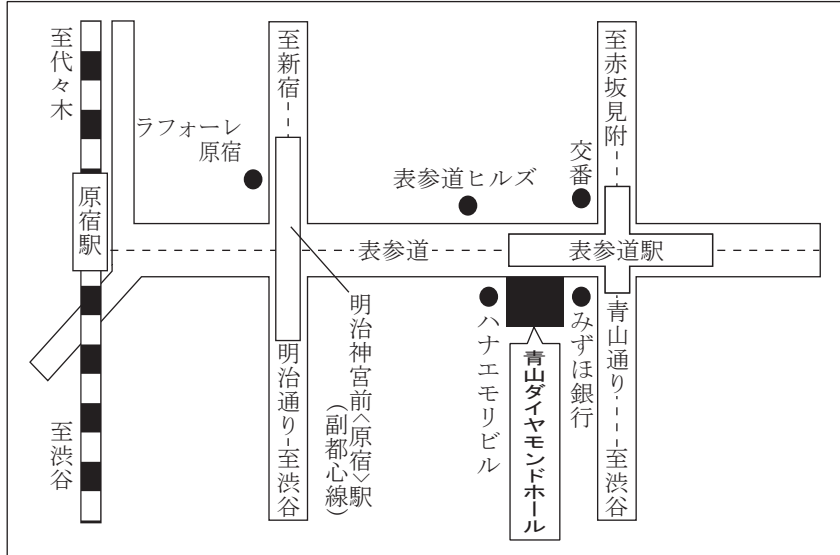 至代々木
原宿駅
至渋谷
ラフォーレ
原宿
至新宿
明治通り
至渋谷
明治神宮前〈原宿〉駅
(副都心線)
表参道
表参道ヒルズ
交番
至赤坂見附
表参道駅
ハナエモリビル
青山ダイヤモンドホール
みずほ銀行
青山通り
至渋谷